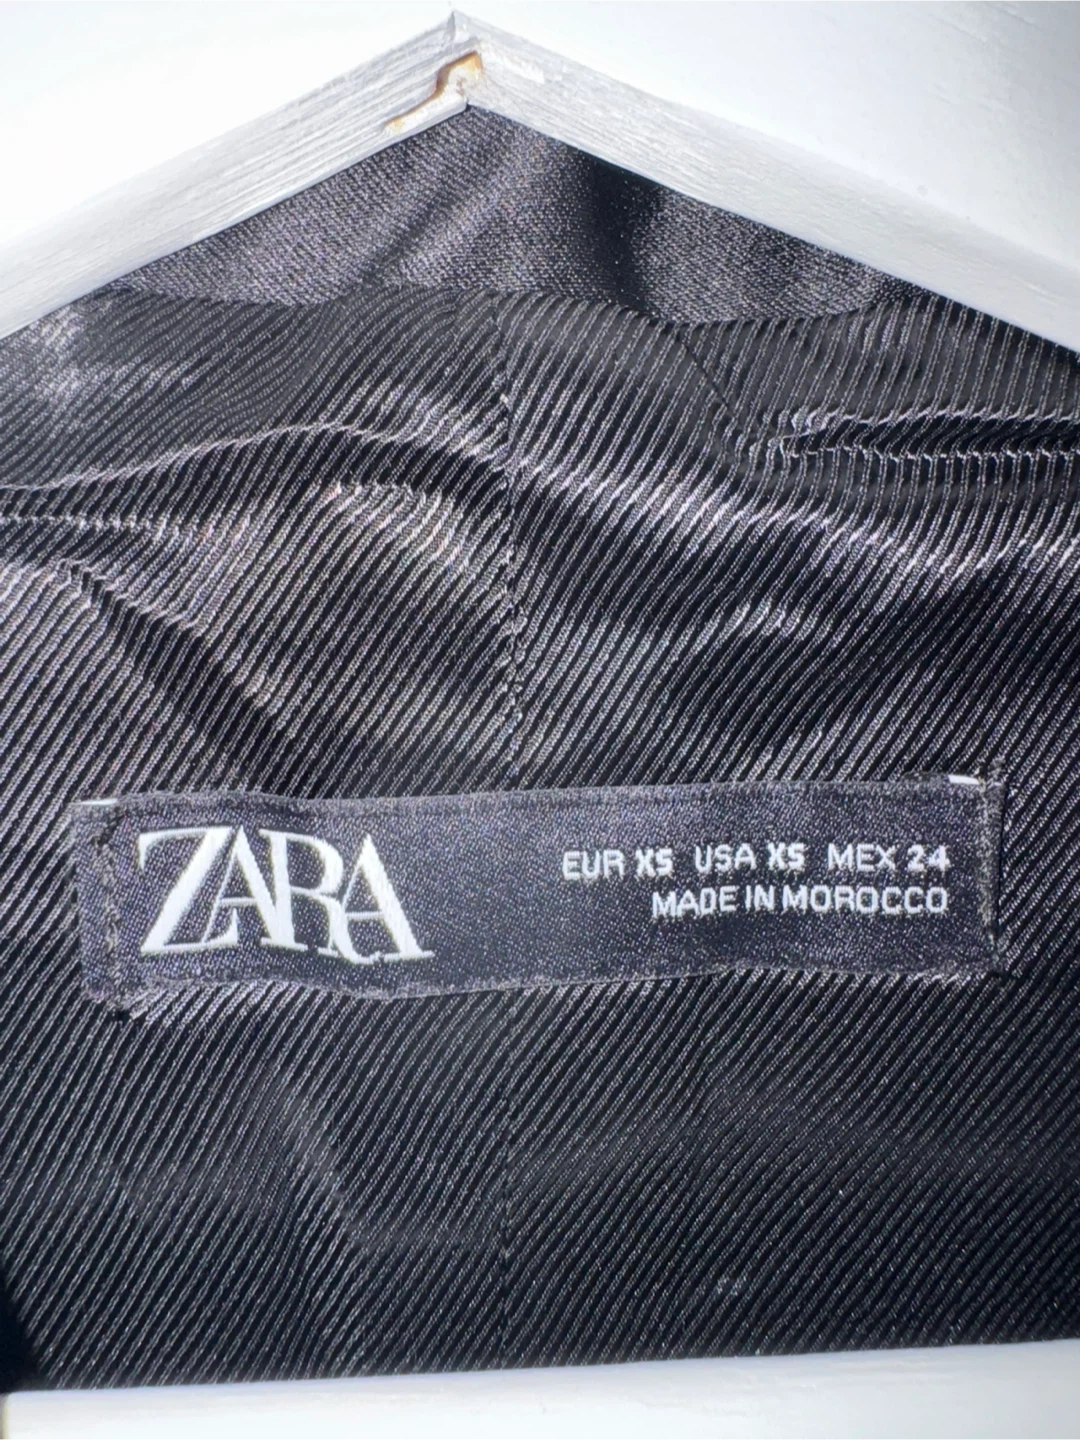 ZARA
EUR XS USA XS MEX 24
MADE IN MOROCCO